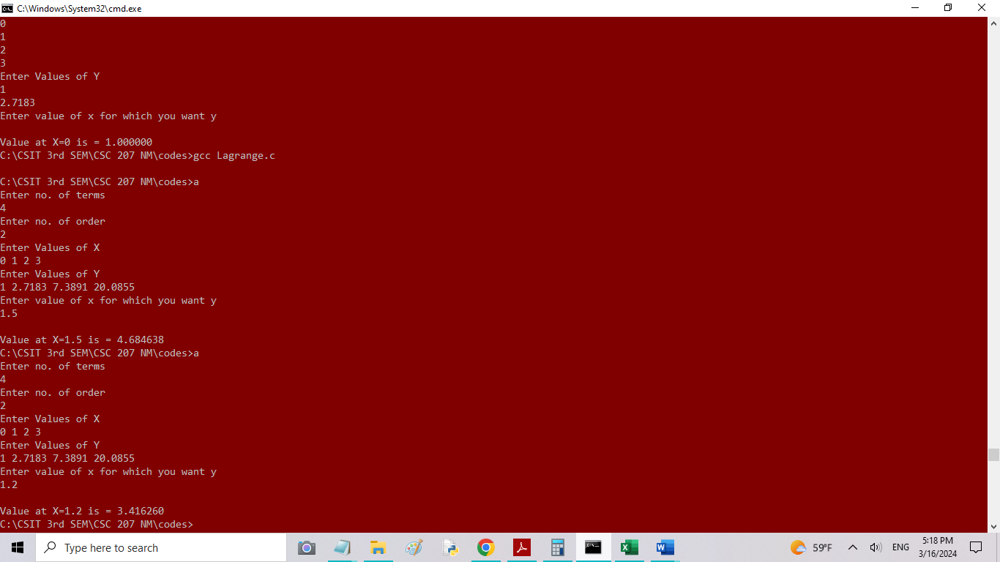 C:\Windows\System32\cmd.exe
0
1
2
3
Enter Values of Y
1
2.7183
Enter value of x for which you want y
Value at X=0 is = 1.000000
C:\CSIT 3rd SEM\CSC 207 NM\codes>gcc Lagrange.c
C:\CSIT 3rd SEM\CSC 207 NM\codes>a
Enter no. of terms
4
Enter no. of order
2
Enter Values of X
0 1 2 3
Enter Values of Y
1 2.7183 7.3891 20.0855
Enter value of x for which you want y
1.5
Value at X=1.5 is = 4.684638
C:\CSIT 3rd SEM\CSC 207 NM\codes>a
Enter no. of terms
4
Enter no. of order
2
Enter Values of X
0 1 2 3
Enter Values of Y
1 2.7183 7.3891 20.0855
Enter value of x for which you want y
1.2
Value at X=1.2 is = 3.416260
C:\CSIT 3rd SEM\CSC 207 NM\codes>
Type here to search
59°F
ENG
5:18 PM
3/16/2024